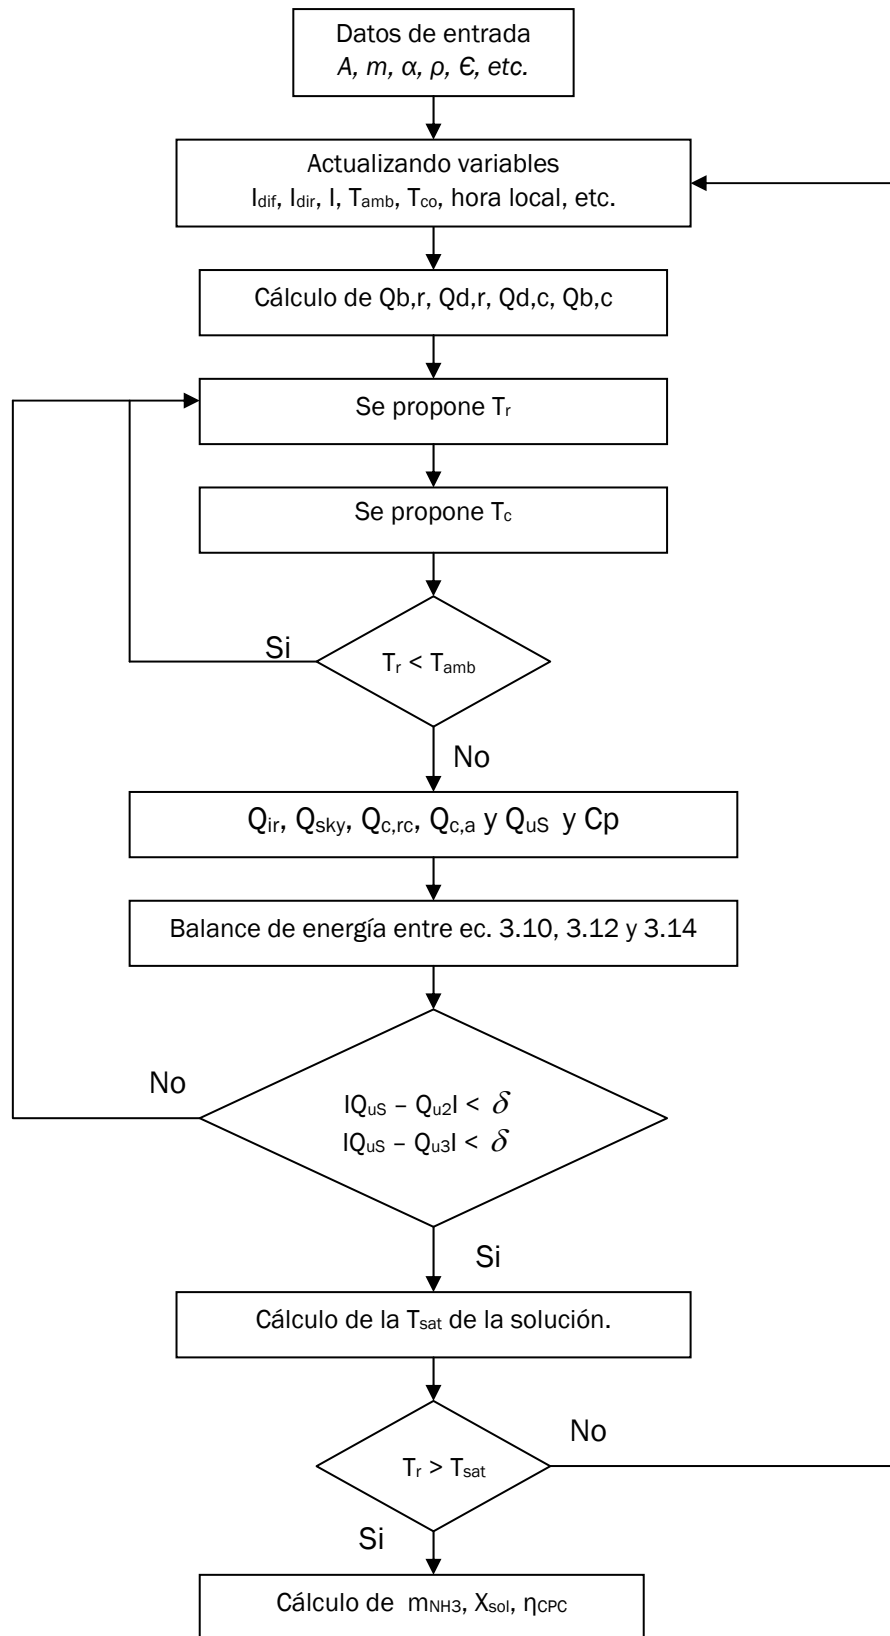 Datos de entrada
A, m, α, ρ, Є, etc.
Actualizando variables
Idif, Idir, I, Tamb, Tco, hora local, etc.
Cálculo de Qb,r, Qd,r, Qd,c, Qb,c
Se propone Tr
Se propone Tc
Si
Tr < Tamb
No
Qir, Qsky, Qc,rc, Qc,a y QuS y Cp
Balance de energía entre ec. 3.10, 3.12 y 3.14
No
IQuS – Qu2I < δ
IQuS – Qu3I < δ
Si
Cálculo de la Tsat de la solución.
No
Tr > Tsat
Si
Cálculo de mNH3, Xsol, ηCPC